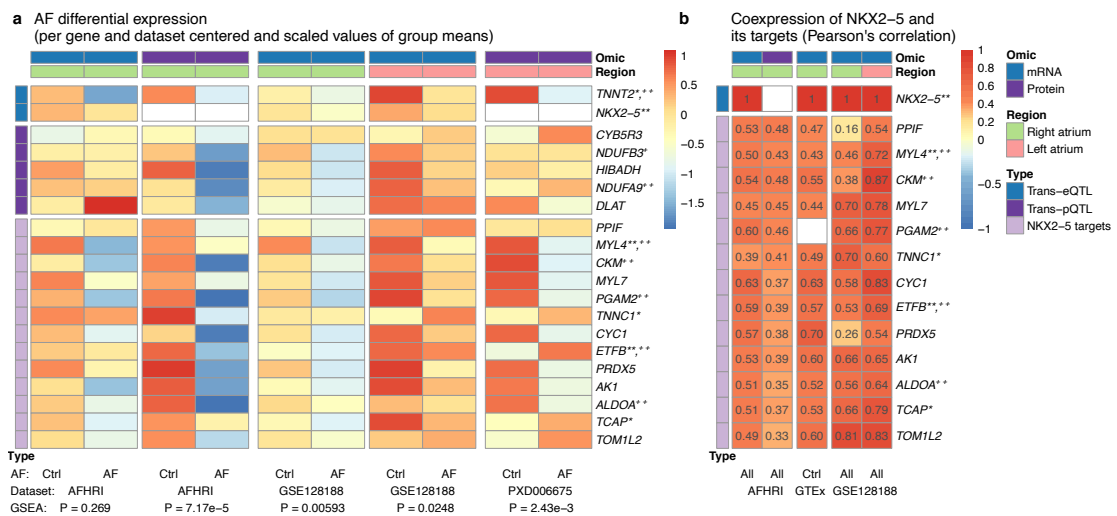 a AF differential expression
(per gene and dataset centered and scaled values of group means)
Omic
Region
TNNT2*,++
NKX2−5**
CYB5R3
NDUFB3*
HIBADH
NDUFA9++
DLAT
PPIF
MYL4**,++
CKM++
MYL7
PGAM2++
TNNC1*
CYC1
ETFB**,++
PRDX5
AK1
ALDOA++
TCAP*
TOM1L2
Type
AF: Ctrl AF Ctrl AF Ctrl AF Ctrl AF Ctrl AF
Dataset: AFHRI AFHRI GSE128188 GSE128188 PXD006675
GSEA: P = 0.269 P = 7.17e−5 P = 0.00593 P = 0.0248 P = 2.43e−3
1
0.5
0
−0.5
−1
−1.5
b Coexpression of NKX2−5 and
its targets (Pearson's correlation)
1 1 1 1 NKX2−5**
0.53 0.48 0.47 0.16 0.54 PPIF
0.50 0.43 0.43 0.46 0.72 MYL4**,++
0.54 0.48 0.55 0.38 0.87 CKM++
0.45 0.45 0.44 0.70 0.78 MYL7
0.60 0.46 0.66 0.77 PGAM2++
0.39 0.41 0.49 0.70 0.60 TNNC1*
0.63 0.37 0.63 0.58 0.83 CYC1
0.59 0.39 0.57 0.53 0.69 ETFB**,++
0.57 0.38 0.70 0.26 0.54 PRDX5
0.53 0.39 0.60 0.66 0.65 AK1
0.51 0.35 0.52 0.56 0.64 ALDOA++
0.51 0.37 0.53 0.66 0.79 TCAP*
0.49 0.33 0.60 0.81 0.83 TOM1L2
Type
All All Ctrl All All
AFHRI GTEx GSE128188
1
0.8
0.6
0.4
0.2
0
−0.5
−1
Omic
mRNA
Protein
Region
Right atrium
Left atrium
Type
Trans−eQTL
Trans−pQTL
NKX2−5 targets